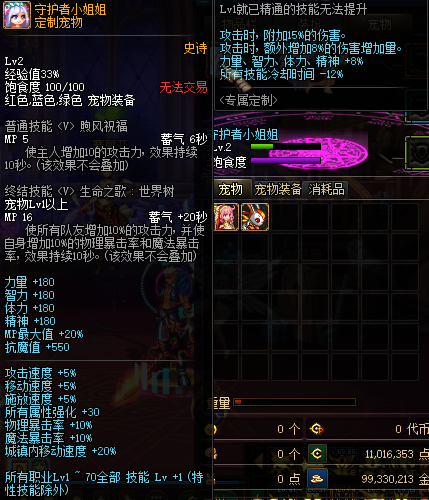 守护者小姐姐
定制宠物
史诗
Lv2
经验值33%
饱食度 100/100
无法交易
红色,蓝色,绿色 宠物装备
普通技能 <V> 煦风祝福
MP 5 蓄气 6秒
使主人增加10的攻击力,效果持续
10秒。(该效果不会叠加)
终结技能 <V> 生命之歌 : 世界树
宠物Lv1以上
MP 16 蓄气 +20秒
使所有队友增加10%的攻击力,并使
自身增加10%的物理暴击率和魔法暴
击率,效果持续10秒。(该效果不会叠加)
力量 +180
智力 +180
体力 +180
精神 +180
MP最大值 +20%
抗魔值 +550
攻击速度 +5%
移动速度 +5%
施放速度 +5%
所有属性强化 +30
物理暴击率 +10%
魔法暴击率 +10%
城镇内移动速度 +20%
所有职业Lv1 ~ 70全部 技能 Lv +1 (特
性技能除外)
Lv1就已精通的技能无法提升
攻击时, 附加15%的伤害。
攻击时, 额外增加8%的伤害增加量。
力量、智力、体力、精神 +8%
所有技能冷却时间 -12%
<专属定制>
守护者小姐姐
Lv.2
饱食度
宠物 宠物装备 消耗品
重量
0 个 0 代币
0 个 11,016,353 点
0 点 99,330,213 金